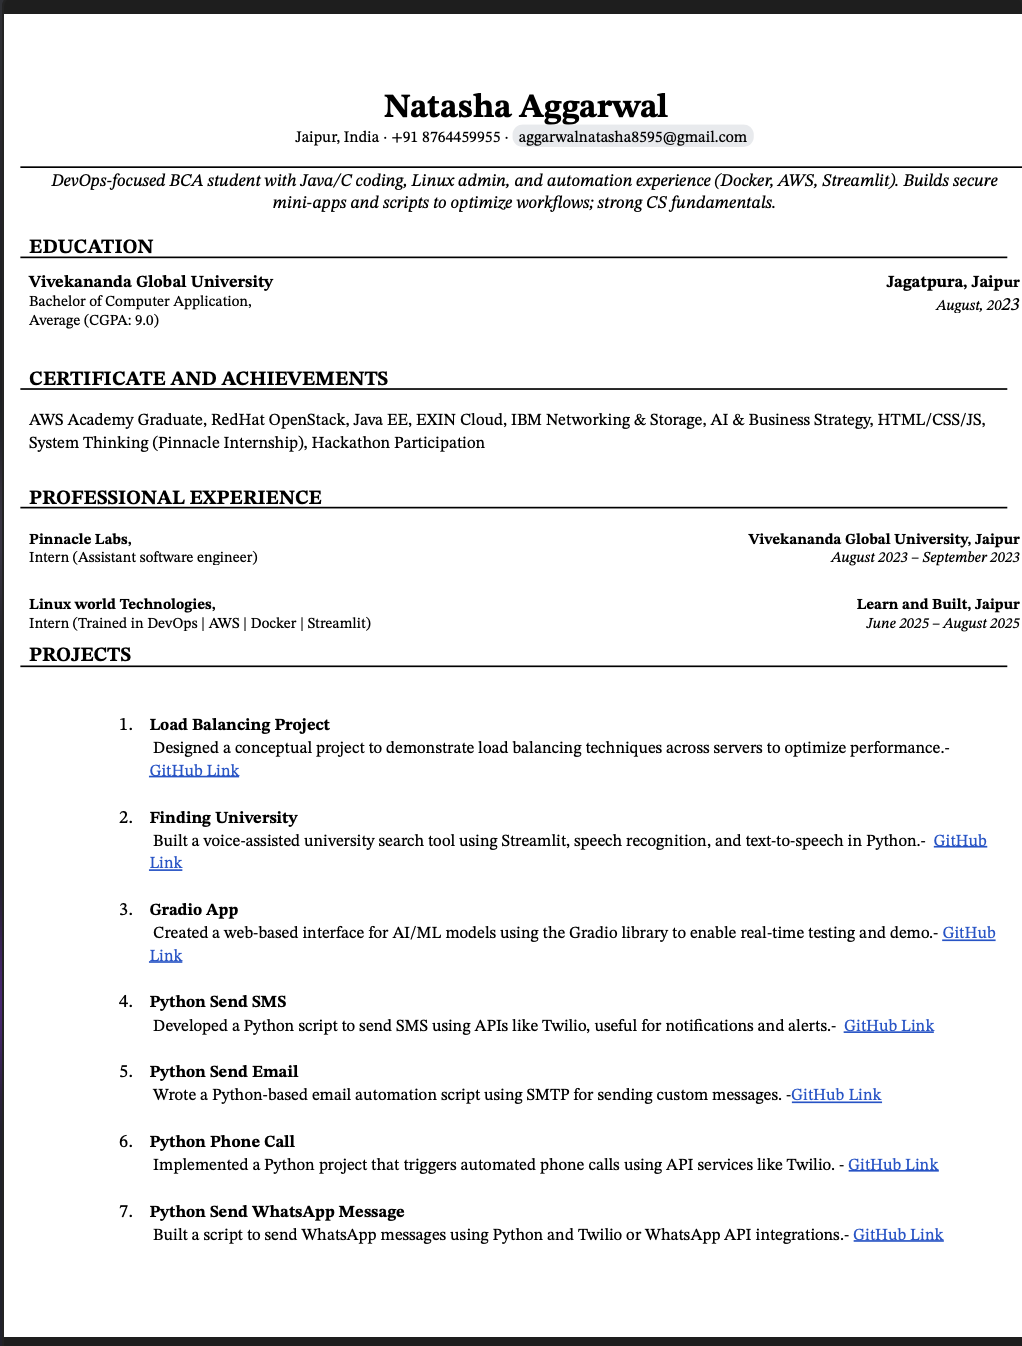 Natasha Aggarwal
Jaipur, India · +91 8764459955 · aggarwalnatasha8595@gmail.com
DevOps-focused BCA student with Java/C coding, Linux admin, and automation experience (Docker, AWS, Streamlit). Builds secure
mini-apps and scripts to optimize workflows; strong CS fundamentals.
EDUCATION
Vivekananda Global University Jagatpura, Jaipur
Bachelor of Computer Application, August, 2023
Average (CGPA: 9.0)
CERTIFICATE AND ACHIEVEMENTS
AWS Academy Graduate, RedHat OpenStack, Java EE, EXIN Cloud, IBM Networking & Storage, AI & Business Strategy, HTML/CSS/JS,
System Thinking (Pinnacle Internship), Hackathon Participation
PROFESSIONAL EXPERIENCE
Pinnacle Labs, Vivekananda Global University, Jaipur
Intern (Assistant software engineer) August 2023 – September 2023
Linux world Technologies, Learn and Built, Jaipur
Intern (Trained in DevOps | AWS | Docker | Streamlit) June 2025 – August 2025
PROJECTS
1. Load Balancing Project
Designed a conceptual project to demonstrate load balancing techniques across servers to optimize performance.-
GitHub Link
2. Finding University
Built a voice-assisted university search tool using Streamlit, speech recognition, and text-to-speech in Python.- GitHub
Link
3. Gradio App
Created a web-based interface for AI/ML models using the Gradio library to enable real-time testing and demo.- GitHub
Link
4. Python Send SMS
Developed a Python script to send SMS using APIs like Twilio, useful for notifications and alerts.- GitHub Link
5. Python Send Email
Wrote a Python-based email automation script using SMTP for sending custom messages. -GitHub Link
6. Python Phone Call
Implemented a Python project that triggers automated phone calls using API services like Twilio. - GitHub Link
7. Python Send WhatsApp Message
Built a script to send WhatsApp messages using Python and Twilio or WhatsApp API integrations.- GitHub Link